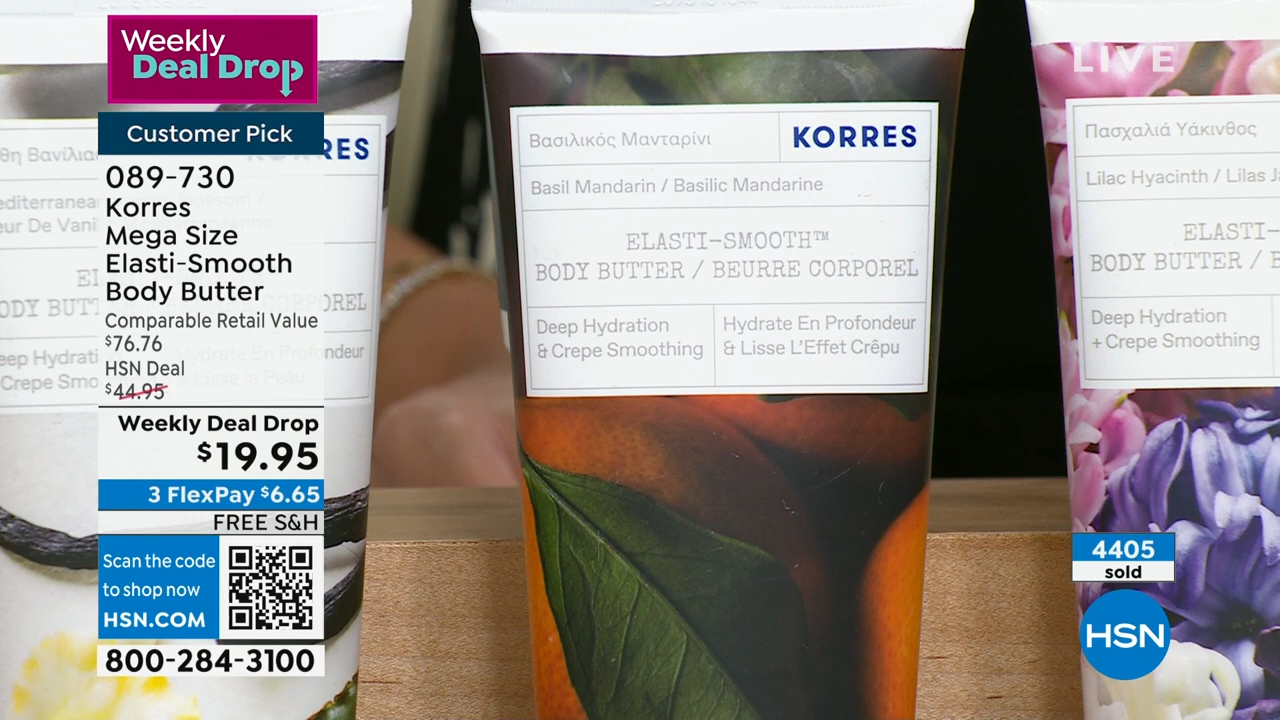 Weekly
Deal Drop
Customer Pick
089-730
Korres
Mega Size
Elasti-Smooth
Body Butter
Comparable Retail Value
$76.76
HSN Deal
$44.95
Weekly Deal Drop
$19.95
3 FlexPay $6.65
FREE S&H
Scan the code
to shop now
HSN.COM
800-284-3100
Βασιλικός Μανταρίνι
KORRES
Basil Mandarin / Basilic Mandarine
ELASTI-SMOOTH™
BODY BUTTER / BEURRE CORPOREL
Deep Hydration
& Crepe Smoothing
Hydrate En Profondeur
& Lisse L'Effet Crêpu
LIVE
Πασχαλιά Υάκινθος
Lilac Hyacinth / Lilas
ELASTI-
BODY BUTTER /
Deep Hydration
+ Crepe Smoothing
4405
sold
HSN